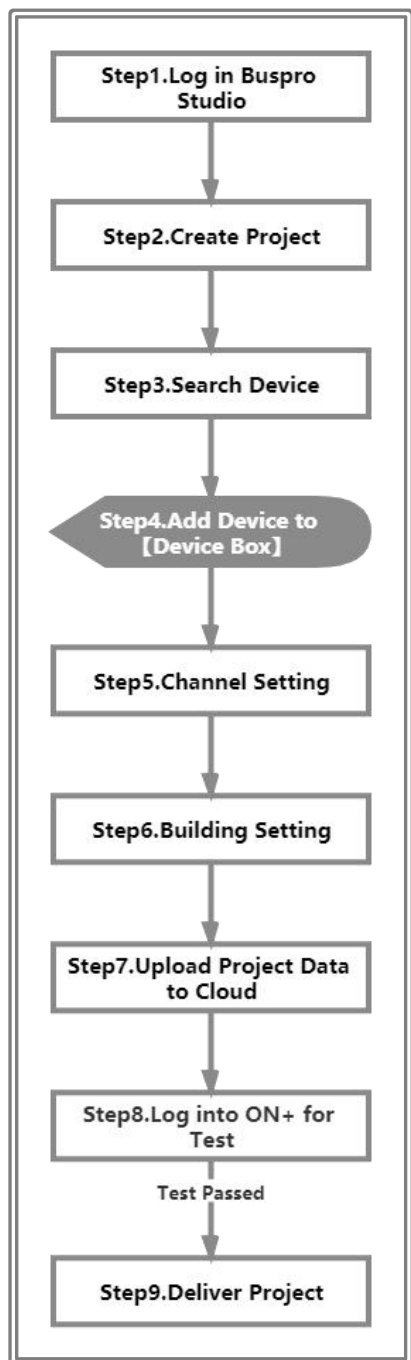 Step1.Log in Buspro
Studio
Step2.Create Project
Step3.Search Device
Step4.Add Device to
【Device Box】
Step5.Channel Setting
Step6.Building Setting
Step7.Upload Project Data
to Cloud
Step8.Log into ON+ for
Test
Test Passed
Step9.Deliver Project